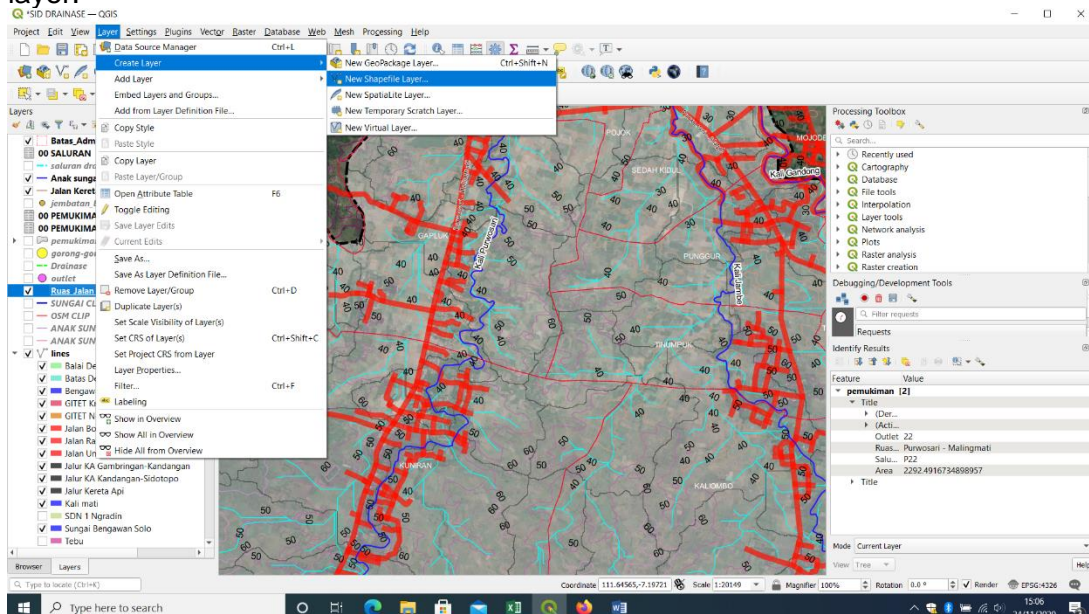 layer.
*SID DRAINASE — QGIS
Project Edit View Layer Settings Plugins Vector Raster Database Web Mesh Processing Help
Data Source Manager Ctrl+L
Create Layer
Add Layer
Embed Layers and Groups...
Add from Layer Definition File...
Copy Style
Paste Style
Copy Layer
Paste Layer/Group
Open Attribute Table F6
Toggle Editing
Save Layer Edits
Current Edits
Save As...
Save As Layer Definition File...
Remove Layer/Group Ctrl+D
Duplicate Layer(s)
Set Scale Visibility of Layer(s)
Set CRS of Layer(s) Ctrl+Shift+C
Set Project CRS from Layer
Layer Properties...
Filter... Ctrl+F
Labeling
Show in Overview
Show All in Overview
Hide All from Overview
New GeoPackage Layer... Ctrl+Shift+N
New Shapefile Layer...
New SpatiaLite Layer...
New Temporary Scratch Layer...
New Virtual Layer...
Layers
Batas_Adm
00 SALURAN
saluran dra
Anak sunga
Jalan Keret
jembatan_
00 PEMUKIMA
00 PEMUKIMA
pemukiman
gorong-gor
Drainase
outlet
Ruas_Jalan
SUNGAI CL
OSM CLIP
ANAK SUN
ANAK SUN
lines
Balai De
Batas De
Bengaw
GITET K
GITET N
Jalan Bo
Jalan Ra
Jalan Un
Jalur KA Gambringan-Kandangan
Jalur KA Kandangan-Sidotopo
Jalur Kereta Api
Kali mati
SDN 1 Ngradin
Sungai Bengawan Solo
Tebu
Browser Layers
POJOK
MOJODE
SEDAH KIDUL
Kali Gandong
GAPLUK
Kali Purwosari
PUNGGUR
Kali Jambe
TINUMPUK
KUNIRAN
KALIOMBO
Processing Toolbox
Search...
Recently used
Cartography
Database
File tools
Interpolation
Layer tools
Network analysis
Plots
Raster analysis
Raster creation
Debugging/Development Tools
Filter requests
Requests
Identify Results
Feature Value
pemukiman [2]
Title
(Der...
(Acti...
Outlet 22
Ruas... Purwosari - Malingmati
Salu... P22
Area 2292.4916734898957
Title
Mode Current Layer
View Tree Help
Type to locate (Ctrl+K)
Coordinate 111.64565,-7.19721 Scale 1:20149 Magnifier 100% Rotation 0.0 ° Render EPSG:4326
Type here to search
15:06
24/11/2020